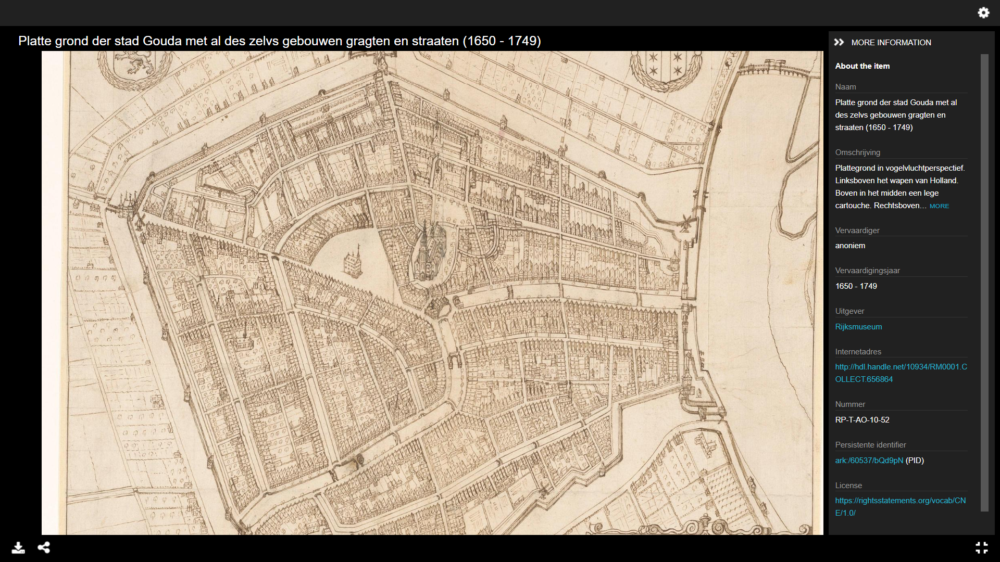 Platte grond der stad Gouda met al des zelvs gebouwen gragten en straaten (1650 - 1749)
MORE INFORMATION
About the item
Naam
Platte grond der stad Gouda met al
des zelvs gebouwen gragten en
straaten (1650 - 1749)
Omschrijving
Plattegrond in vogelvluchtperspectief.
Linksboven het wapen van Holland.
Boven in het midden een lege
cartouche. Rechtsboven... MORE
Vervaardiger
anoniem
Vervaardigingsjaar
1650 - 1749
Uitgever
Rijksmuseum
Internetadres
http://hdl.handle.net/10934/RM0001.C
OLLECT.656864
Nummer
RP-T-AO-10-52
Persistente identifier
ark:/60537/bQd9pN (PID)
License
https://rightsstatements.org/vocab/CN
E/1.0/